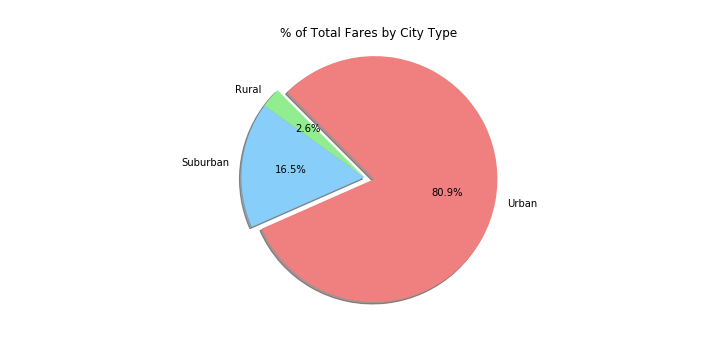 % of Total Fares by City Type
Rural
2.6%
Suburban
16.5%
80.9%
Urban